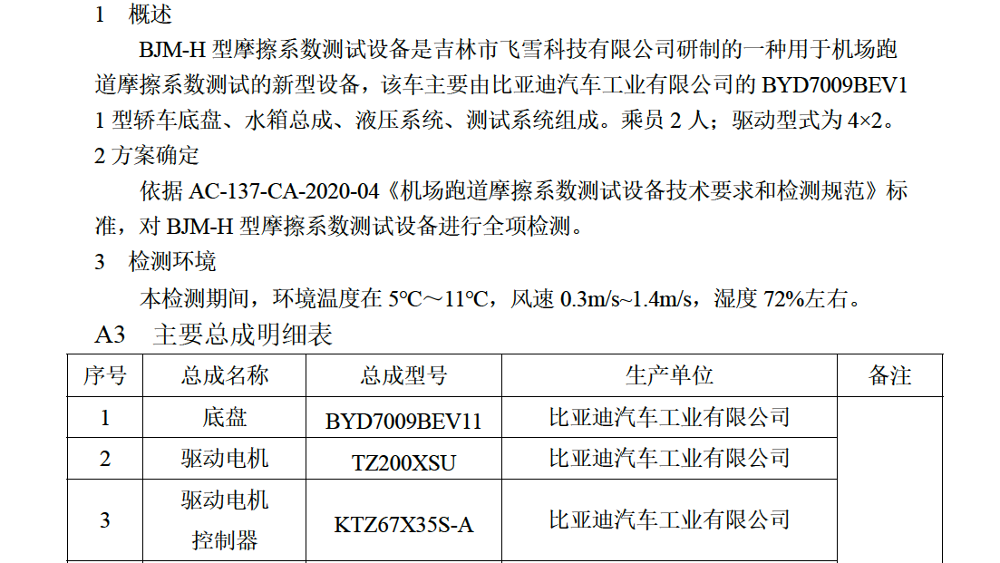 1 概述
BJM-H 型摩擦系数测试设备是吉林市飞雪科技有限公司研制的一种用于机场跑
道摩擦系数测试的新型设备，该车主要由比亚迪汽车工业有限公司的 BYD7009BEV1
1 型轿车底盘、水箱总成、液压系统、测试系统组成。乘员 2 人；驱动型式为 4×2。
2 方案确定
依据 AC-137-CA-2020-04《机场跑道摩擦系数测试设备技术要求和检测规范》标
准，对 BJM-H 型摩擦系数测试设备进行全项检测。
3 检测环境
本检测期间，环境温度在 5℃～11℃，风速 0.3m/s~1.4m/s，湿度 72%左右。
A3 主要总成明细表
序号 总成名称 总成型号 生产单位 备注
1 底盘 BYD7009BEV11 比亚迪汽车工业有限公司
2 驱动电机 TZ200XSU 比亚迪汽车工业有限公司
3 驱动电机
控制器 KTZ67X35S-A 比亚迪汽车工业有限公司